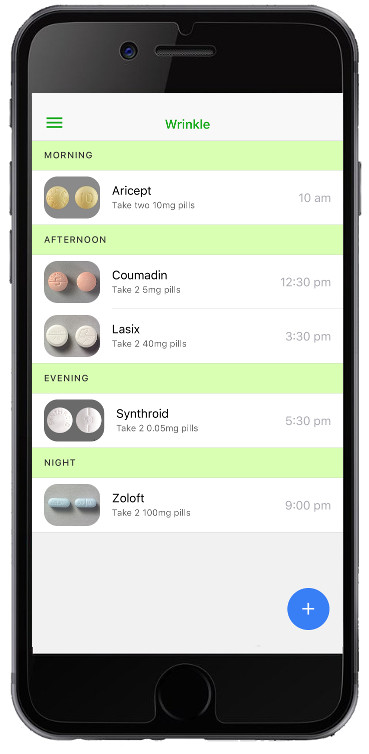 Wrinkle
MORNING
Aricept
Take two 10mg pills
10 am
AFTERNOON
Coumadin
Take 2 5mg pills
12:30 pm
Lasix
Take 2 40mg pills
3:30 pm
EVENING
Synthroid
Take 2 0.05mg pills
5:30 pm
NIGHT
Zoloft
Take 2 100mg pills
9:00 pm
+